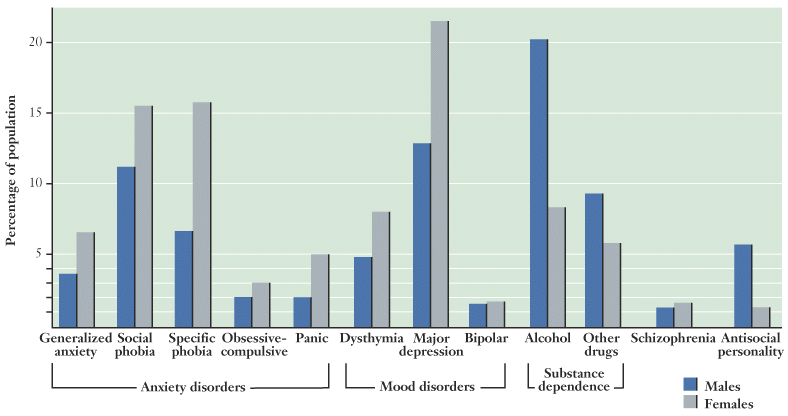 Percentage of population
20
15
10
5
Generalized anxiety
Social phobia
Specific phobia
Obsessive-compulsive
Panic
Dysthymia
Major depression
Bipolar
Alcohol
Other drugs
Schizophrenia
Antisocial personality
Anxiety disorders
Mood disorders
Substance dependence
Males
Females